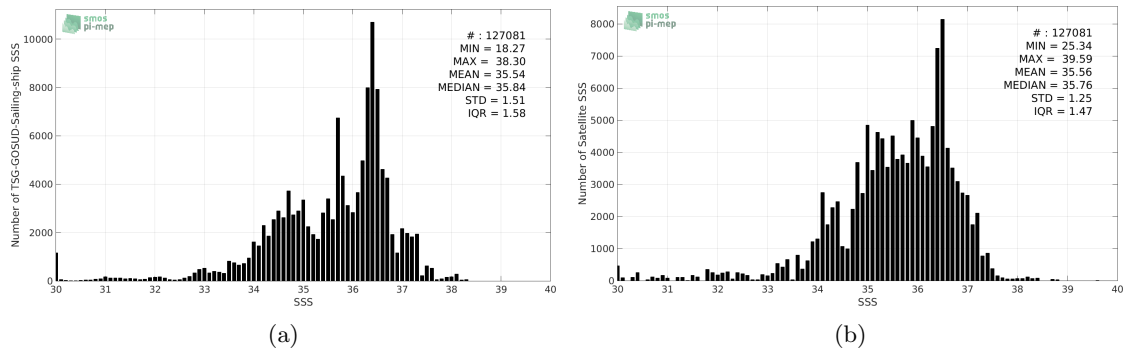 smos
pi-mep
# : 127081
MIN = 18.27
MAX = 38.30
MEAN = 35.54
MEDIAN = 35.84
STD = 1.51
IQR = 1.58
Number of TSG-GOSUD-Sailing-ship SSS
10000
8000
6000
4000
2000
0
30 31 32 33 34 35 36 37 38 39 40
SSS
(a)
smos
pi-mep
# : 127081
MIN = 25.34
MAX = 39.59
MEAN = 35.56
MEDIAN = 35.76
STD = 1.25
IQR = 1.47
Number of Satellite SSS
8000
7000
6000
5000
4000
3000
2000
1000
0
30 31 32 33 34 35 36 37 38 39 40
SSS
(b)